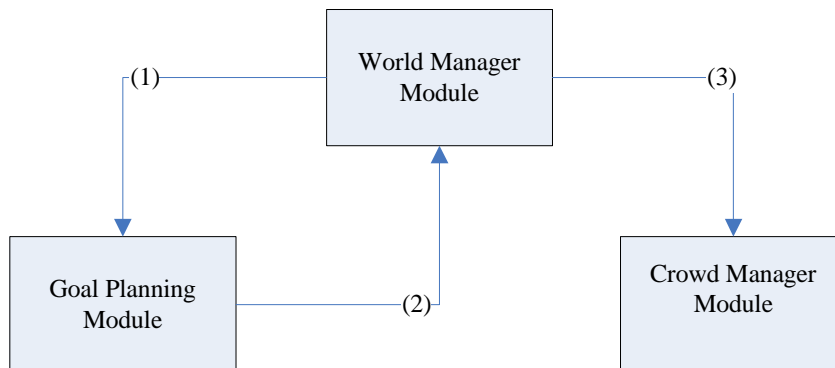 World Manager
Module
(1)
(3)
Goal Planning
Module
(2)
Crowd Manager
Module